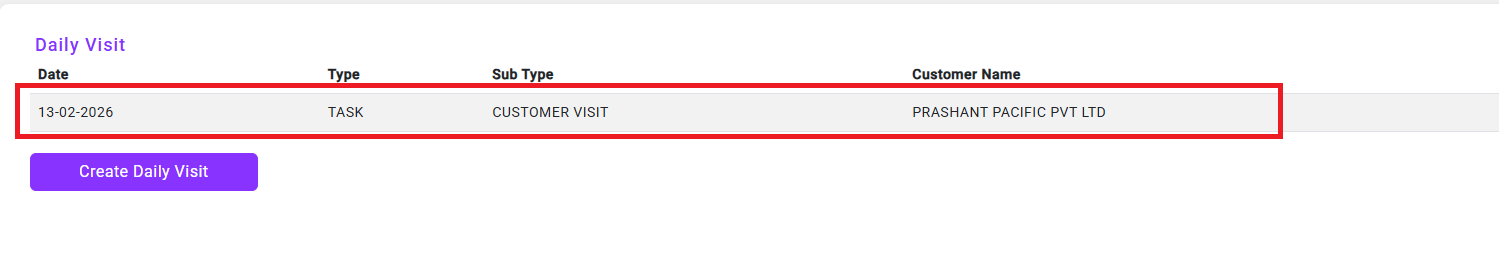 Daily Visit
Date Type Sub Type Customer Name
13-02-2026 TASK CUSTOMER VISIT PRASHANT PACIFIC PVT LTD
Create Daily Visit